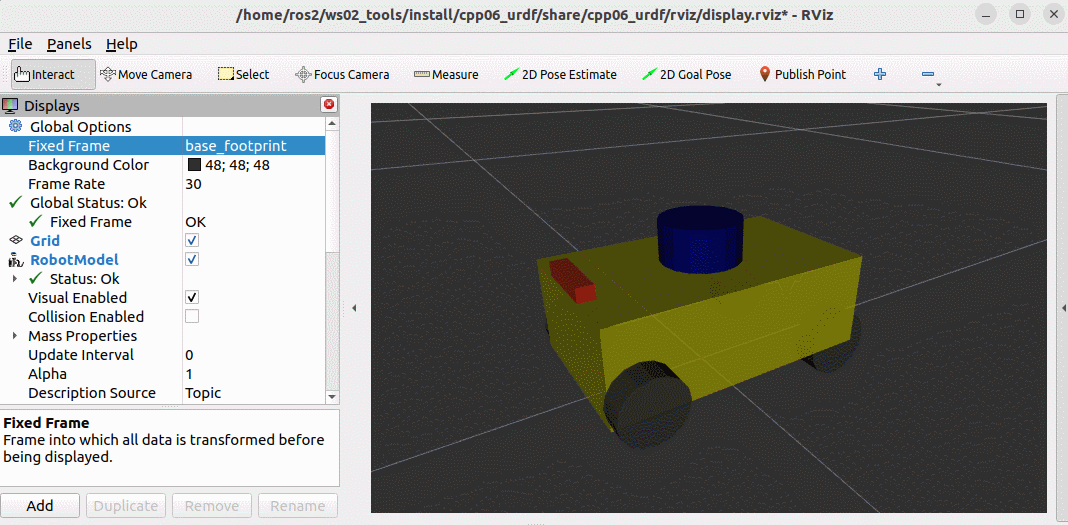 /home/ros2/ws02_tools/install/cpp06_urdf/share/cpp06_urdf/rviz/display.rviz* - RViz
File Panels Help
Interact Move Camera Select Focus Camera Measure 2D Pose Estimate 2D Goal Pose Publish Point
Displays
Global Options
Fixed Frame base_footprint
Background Color 48; 48; 48
Frame Rate 30
Global Status: Ok
Fixed Frame OK
Grid
RobotModel
Status: Ok
Visual Enabled
Collision Enabled
Mass Properties
Update Interval 0
Alpha 1
Description Source Topic
Fixed Frame
Frame into which all data is transformed before
being displayed.
Add Duplicate Remove Rename